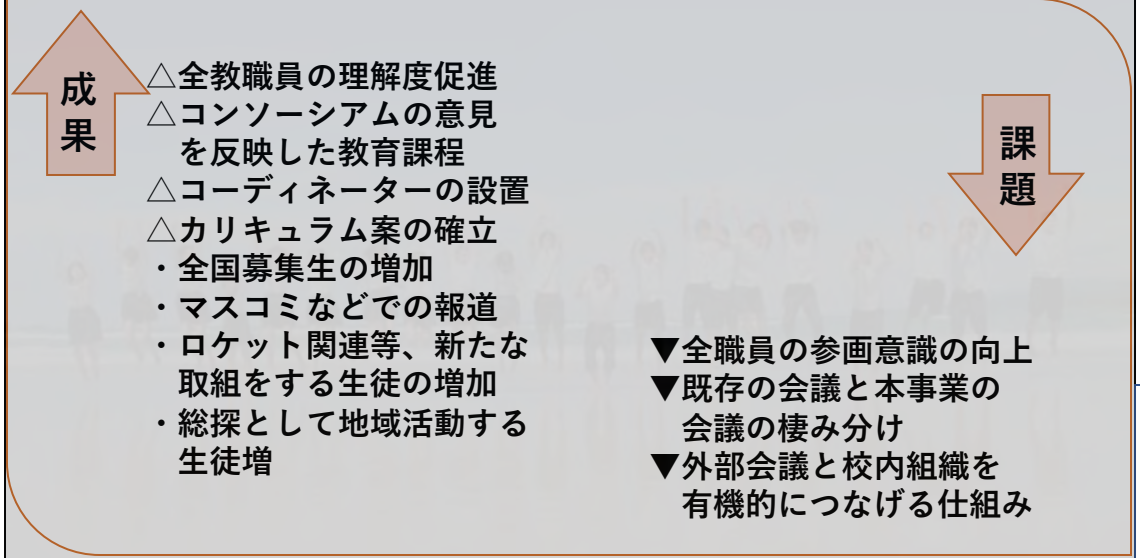 成果
△全教職員の理解度促進
△コンソーシアムの意見
を反映した教育課程
△コーディネーターの設置
△カリキュラム案の確立
・全国募集生の増加
・マスコミなどでの報道
・ロケット関連等、新たな
取組をする生徒の増加
・総探として地域活動する
生徒増
課題
▼全職員の参画意識の向上
▼既存の会議と本事業の
会議の棲み分け
▼外部会議と校内組織を
有機的につなげる仕組み